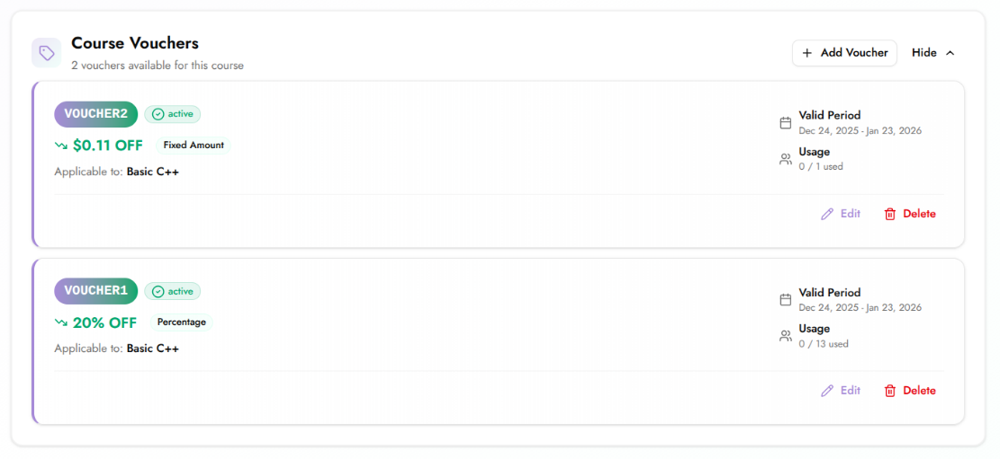 Course Vouchers
2 vouchers available for this course
Add Voucher
Hide
VOUCHER2
active
$0.11 OFF
Fixed Amount
Applicable to: Basic C++
Valid Period
Dec 24, 2025 - Jan 23, 2026
Usage
0 / 1 used
Edit
Delete
VOUCHER1
active
20% OFF
Percentage
Applicable to: Basic C++
Valid Period
Dec 24, 2025 - Jan 23, 2026
Usage
0 / 13 used
Edit
Delete